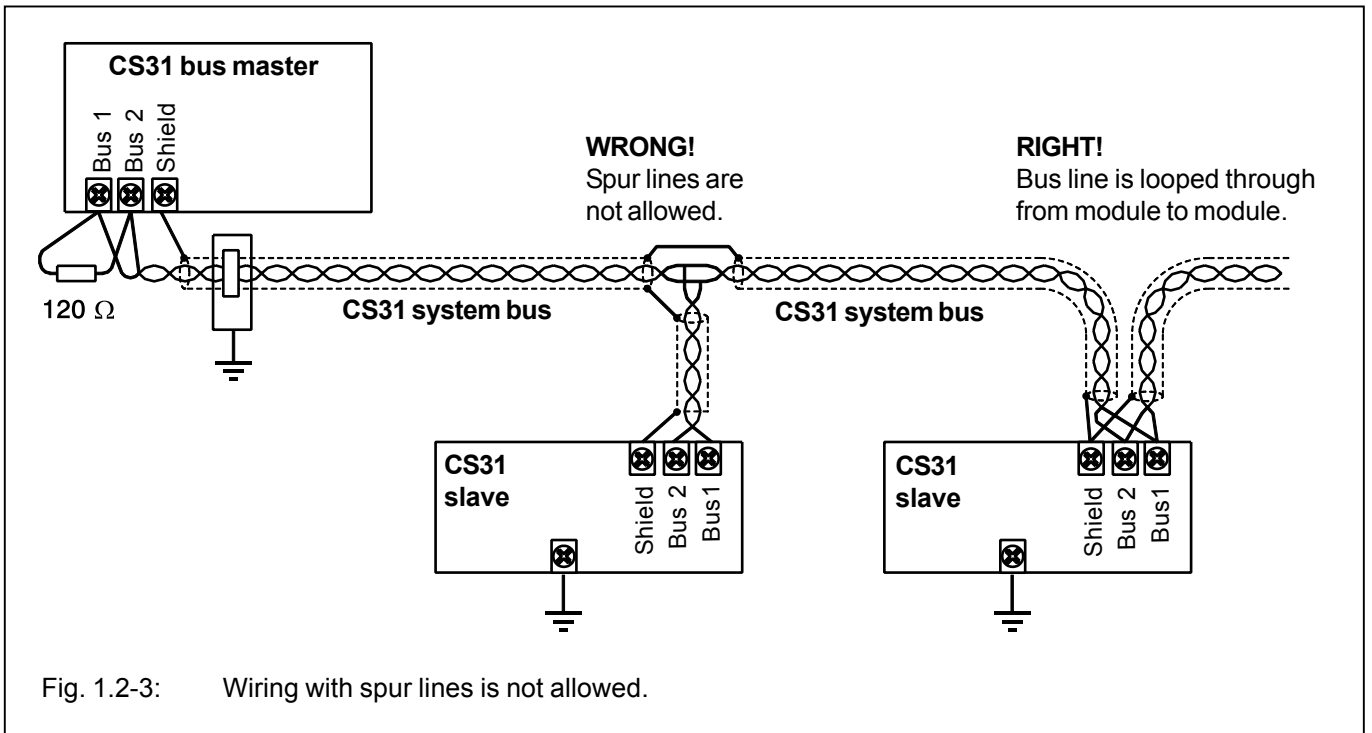 CS31 bus master
Bus 1
Bus 2
Shield
120 Ω
WRONG!
Spur lines are
not allowed.
RIGHT!
Bus line is looped through
from module to module.
CS31 system bus
CS31 system bus
CS31
slave
Shield
Bus 2
Bus1
CS31
slave
Shield
Bus 2
Bus1
Fig. 1.2-3: Wiring with spur lines is not allowed.